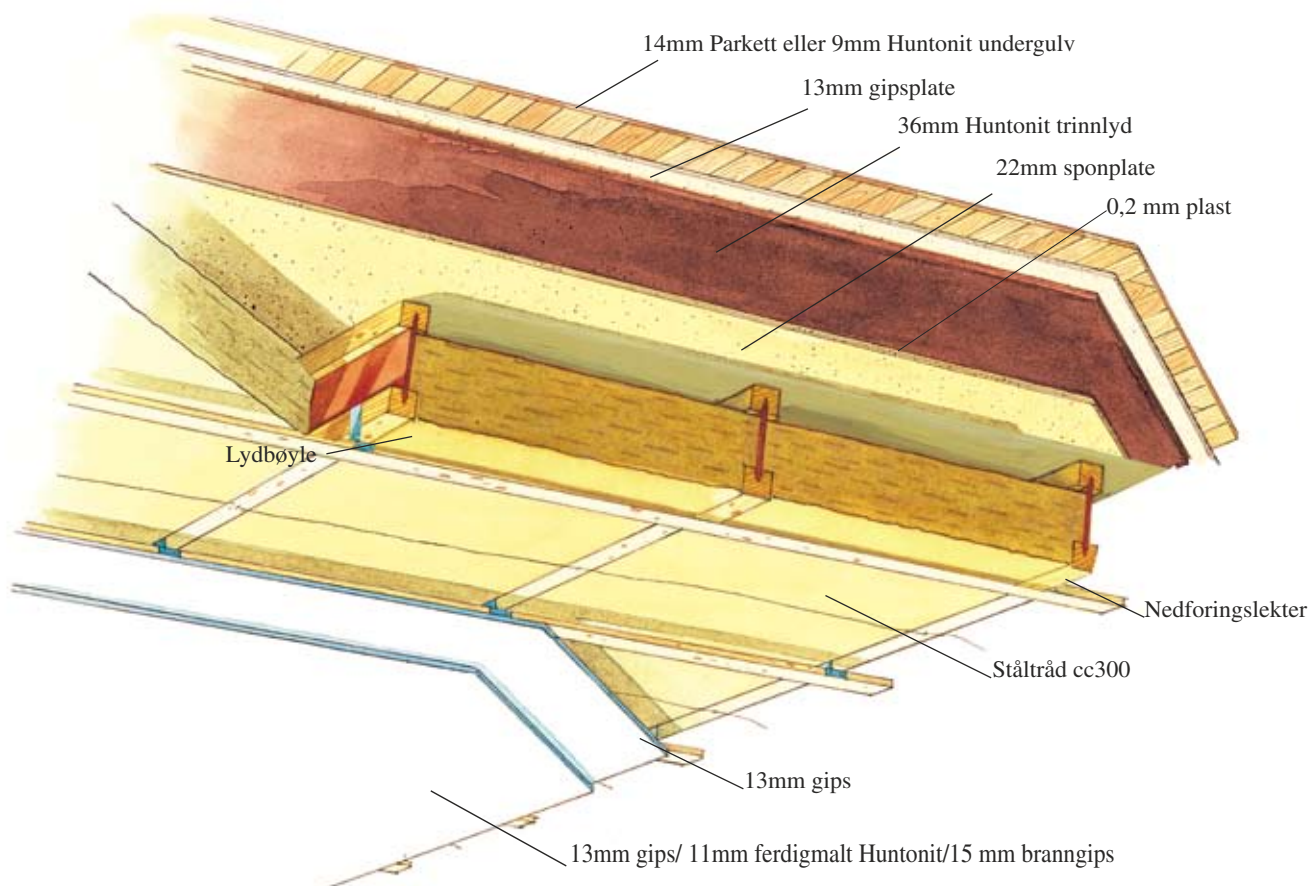 14mm Parkett eller 9mm Huntonit undergulv
13mm gipsplate
36mm Huntonit trinnlyd
22mm sponplate
0,2 mm plast
Lydbøyle
Nedforingslekter
Ståltråd cc300
13mm gips
13mm gips/ 11mm ferdigmalt Huntonit/15 mm branngips